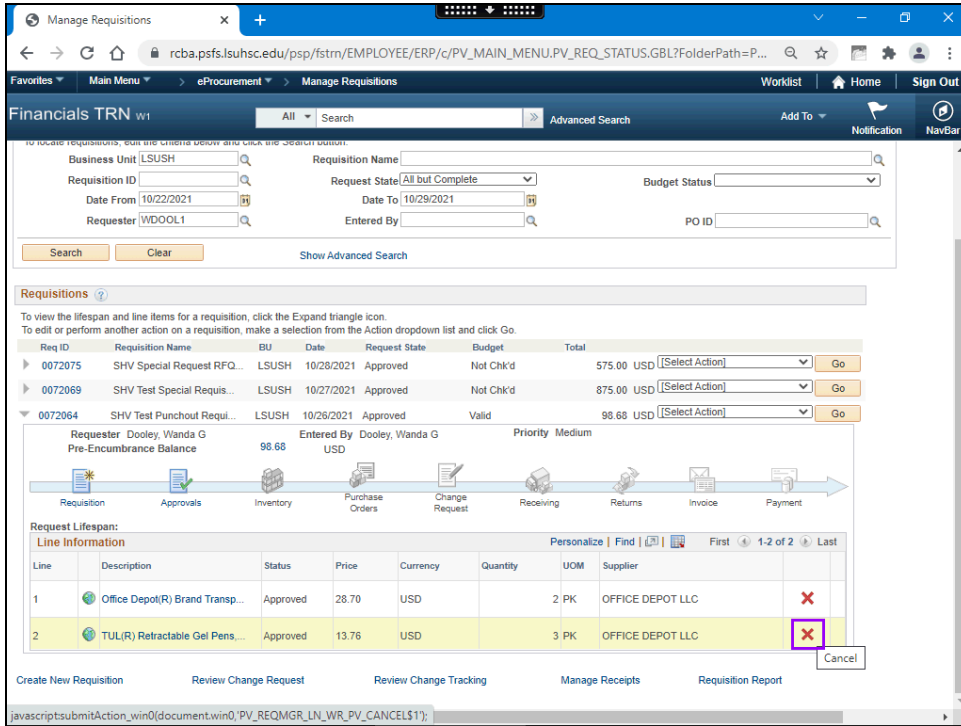 Manage Requisitions
rcba.psfs.lsuhsc.edu/psp/fstrn/EMPLOYEE/ERP/c/PV_MAIN_MENU.PV_REQ_STATUS.GBL?FolderPath=P...
Favorites Main Menu > eProcurement > Manage Requisitions Worklist Home Sign Out
Financials TRN W1 All Search Advanced Search Add To Notification NavBar
To locate requisitions, edit the criteria below and click the Search button.
Business Unit LSUSH Requisition Name
Requisition ID Request State All but Complete Budget Status
Date From 10/22/2021 Date To 10/29/2021
Requester WDOOL1 Entered By PO ID
Search Clear Show Advanced Search
Requisitions ?
To view the lifespan and line items for a requisition, click the Expand triangle icon.
To edit or perform another action on a requisition, make a selection from the Action dropdown list and click Go.
Req ID Requisition Name BU Date Request State Budget Total
0072075 SHV Special Request RFQ... LSUSH 10/28/2021 Approved Not Chk'd 575.00 USD [Select Action] Go
0072069 SHV Test Special Requis... LSUSH 10/27/2021 Approved Not Chk'd 875.00 USD [Select Action] Go
0072064 SHV Test Punchout Requi... LSUSH 10/26/2021 Approved Valid 98.68 USD [Select Action] Go
Requester Dooley, Wanda G Entered By Dooley, Wanda G Priority Medium
Pre-Encumbrance Balance 98.68 USD
Requisition Approvals Inventory Purchase Orders Change Request Receiving Returns Invoice Payment
Request Lifespan:
Line Information Personalize | Find | First 1-2 of 2 Last
Line Description Status Price Currency Quantity UOM Supplier
1 Office Depot(R) Brand Transp... Approved 28.70 USD 2 PK OFFICE DEPOT LLC
2 TUL(R) Retractable Gel Pens,... Approved 13.76 USD 3 PK OFFICE DEPOT LLC
Cancel
Create New Requisition Review Change Request Review Change Tracking Manage Receipts Requisition Report
javascript:submitAction_win0(document.win0,'PV_REQMGR_LN_WR_PV_CANCEL$1');